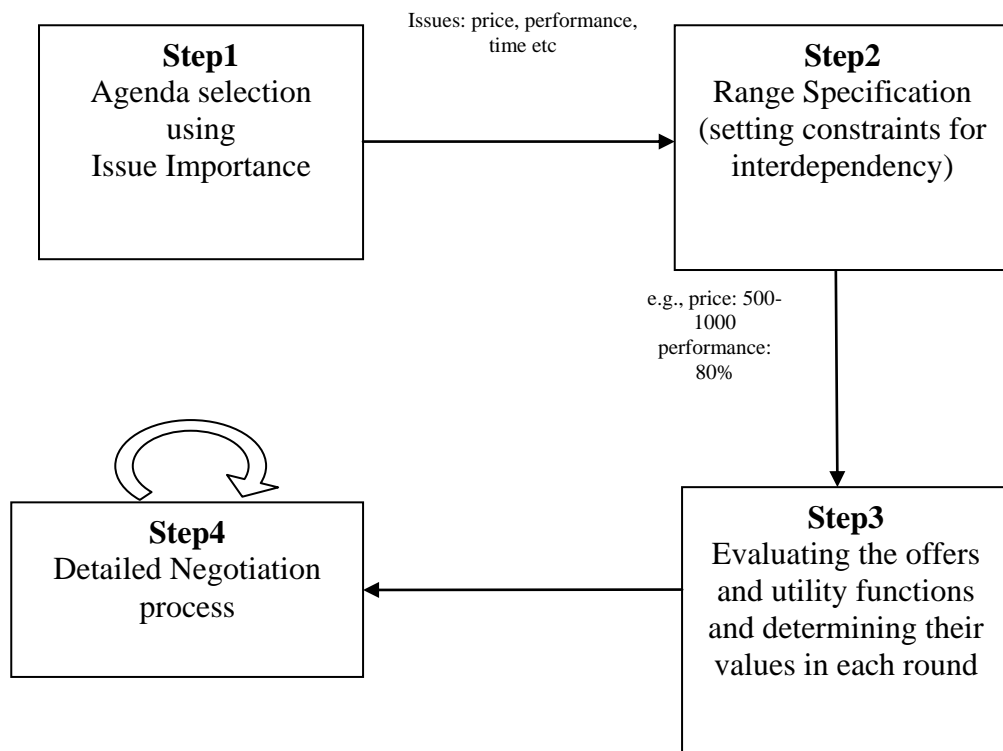 Step1
Agenda selection
using
Issue Importance
Issues: price, performance,
time etc
Step2
Range Specification
(setting constraints for
interdependency)
e.g., price: 500-
1000
performance:
80%
Step3
Evaluating the offers
and utility functions
and determining their
values in each round
Step4
Detailed Negotiation
process